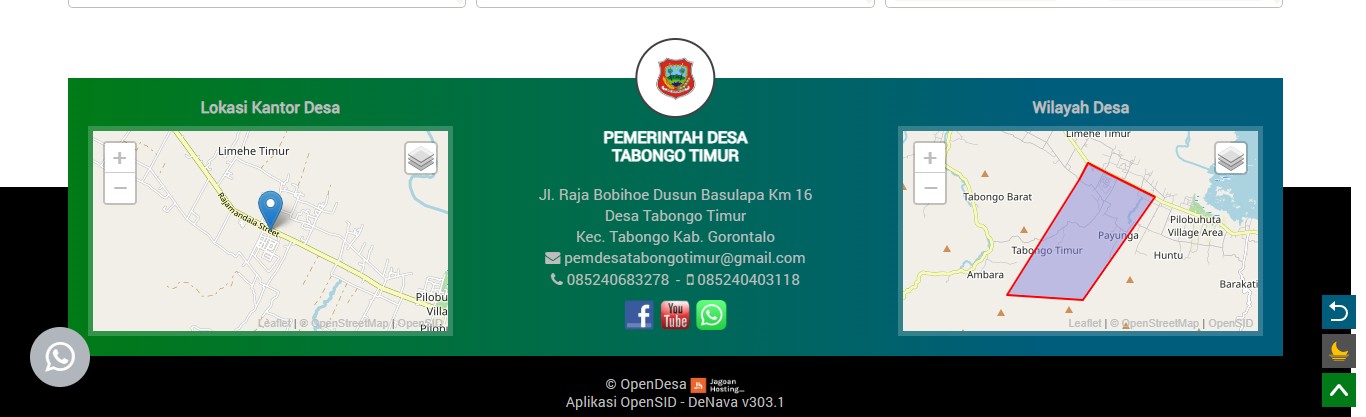 Lokasi Kantor Desa
+
−
Limehe Timur
Rajamandala Street
Pilobu
Villa
Pilobu
Leaflet | © OpenStreetMap | OpenSID
PEMERINTAH DESA
TABONGO TIMUR
Jl. Raja Bobihoe Dusun Basulapa Km 16
Desa Tabongo Timur
Kec. Tabongo Kab. Gorontalo
pemdesatabongotimur@gmail.com
085240683278 - 085240403118
f
You
Tube
Wilayah Desa
+
−
Limehe Timur
Tabongo Barat
Pilobuhuta
Village Area
Payunga
Tabongo Timur
Huntu
Ambara
Barakati
Leaflet | © OpenStreetMap | OpenSID
© OpenDesa Jagoan
Hosting
Aplikasi OpenSID - DeNava v303.1